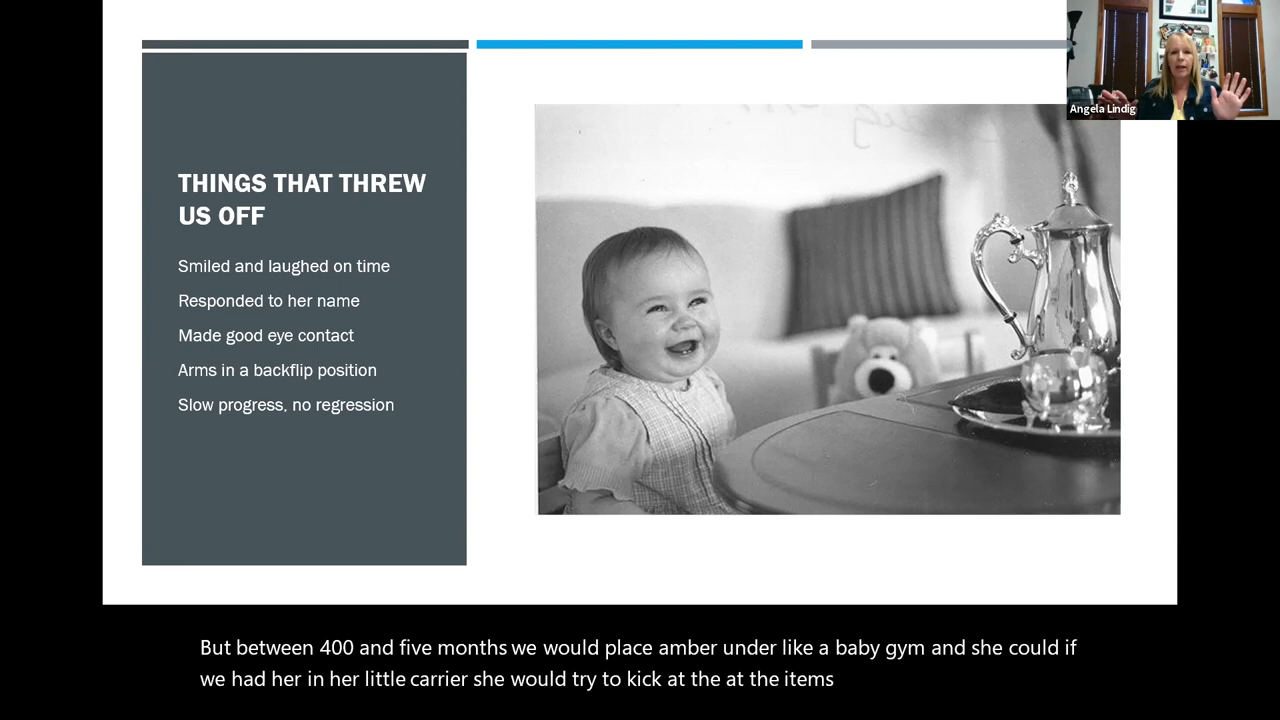 Angela Lindig
THINGS THAT THREW
US OFF
Smiled and laughed on time
Responded to her name
Made good eye contact
Arms in a backflip position
Slow progress, no regression
But between 400 and five months we would place amber under like a baby gym and she could if
we had her in her little carrier she would try to kick at the at the items